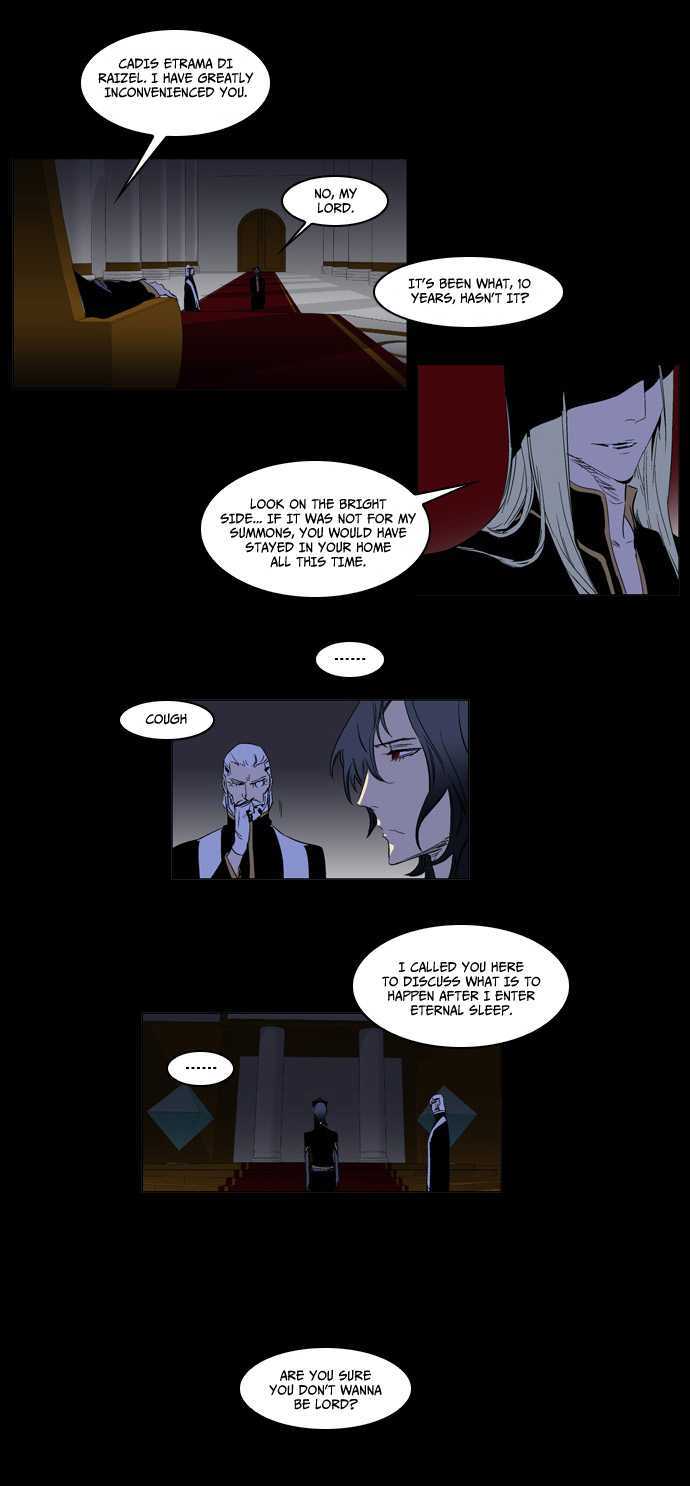 CADIS ETRAMA DI
RAIZEL. I HAVE GREATLY
INCONVENIENCED YOU.
NO, MY
LORD.
IT'S BEEN WHAT, 10
YEARS, HASN'T IT?
LOOK ON THE BRIGHT
SIDE... IF IT WAS NOT FOR MY
SUMMONS, YOU WOULD HAVE
STAYED IN YOUR HOME
ALL THIS TIME.
------
COUGH
I CALLED YOU HERE
TO DISCUSS WHAT IS TO
HAPPEN AFTER I ENTER
ETERNAL SLEEP.
------
ARE YOU SURE
YOU DON'T WANNA
BE LORD?